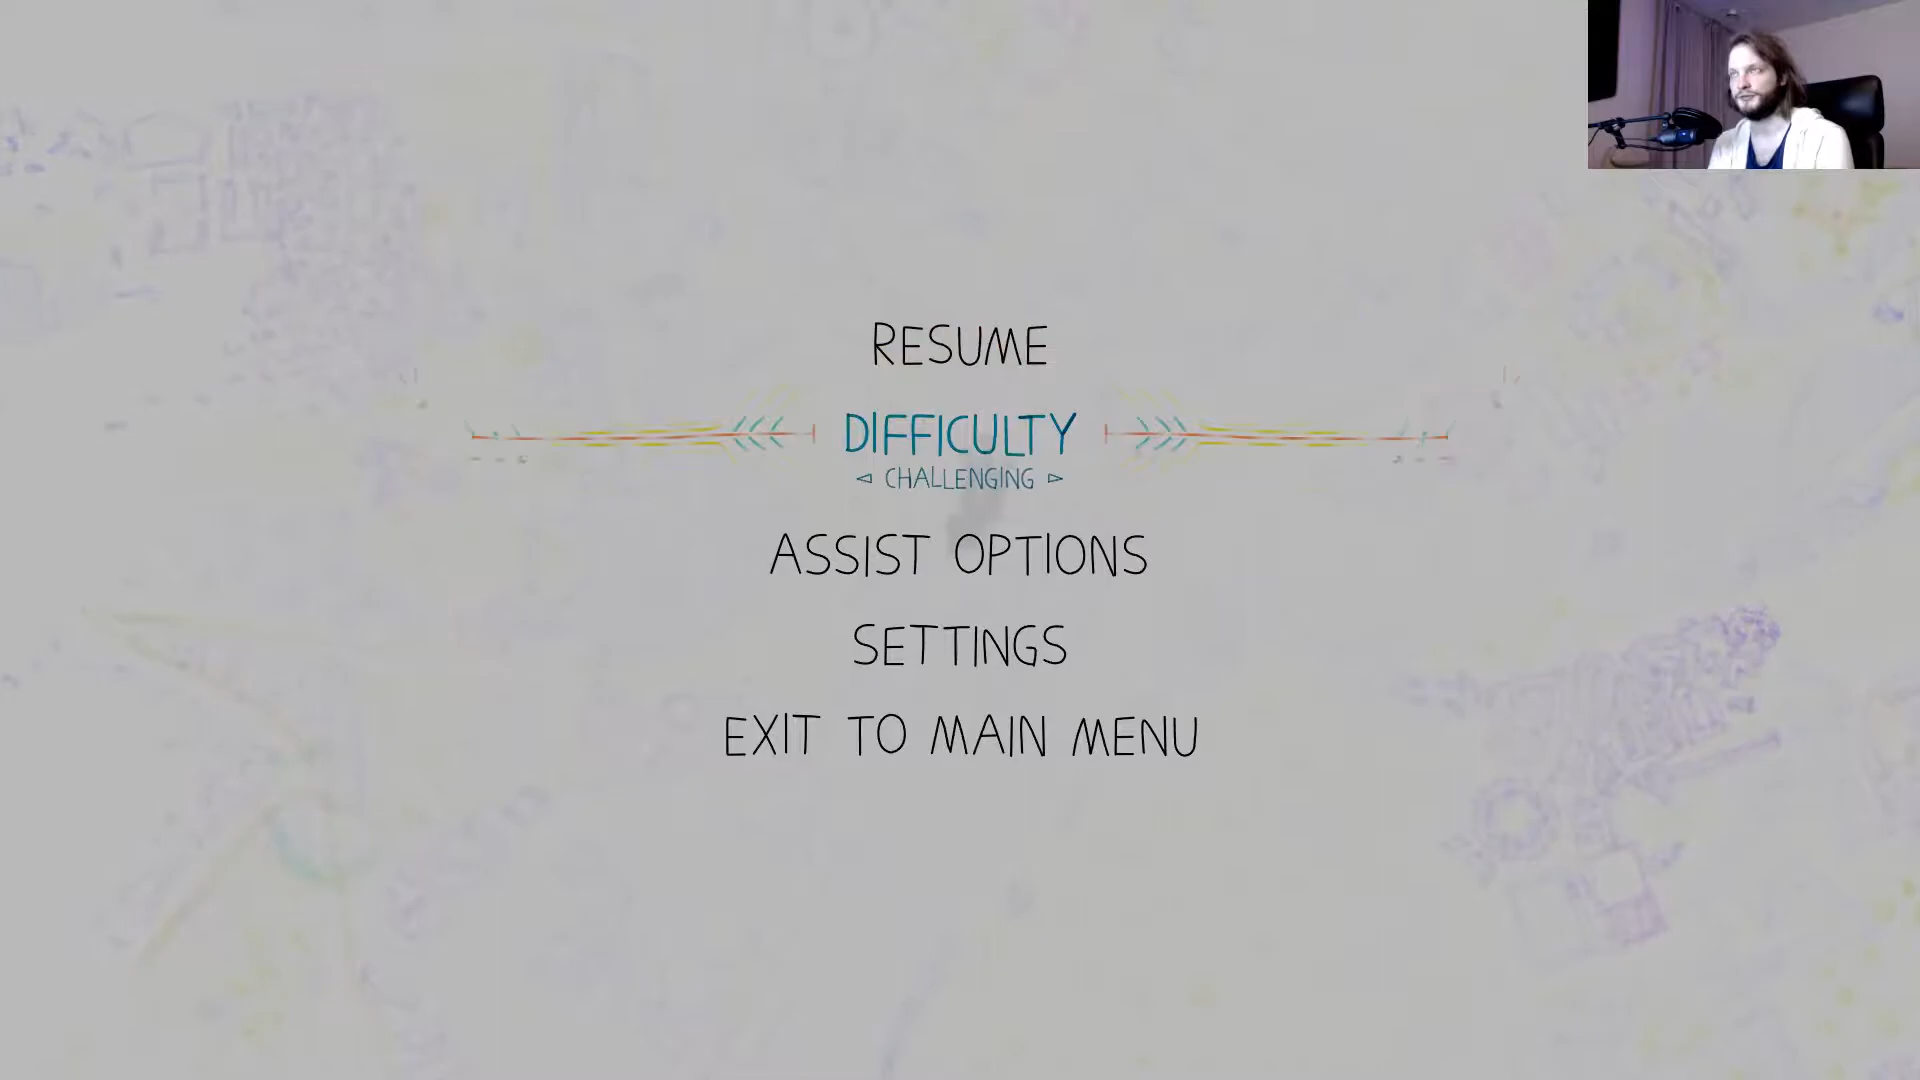 RESUME
DIFFICULTY
CHALLENGING
ASSIST OPTIONS
SETTINGS
EXIT TO MAIN MENU